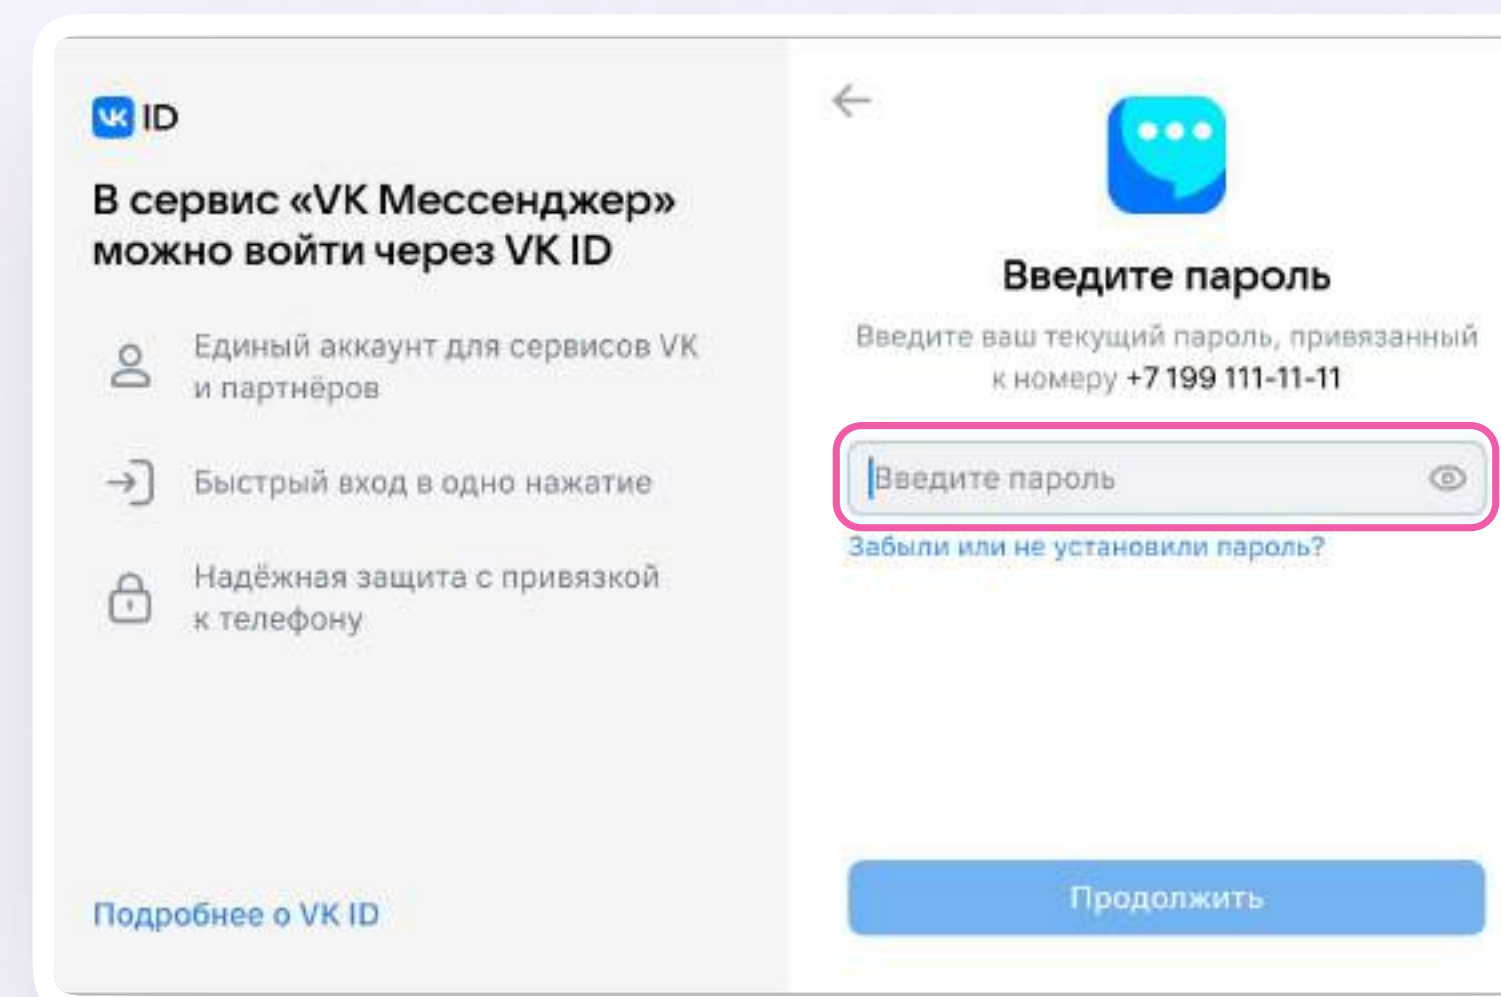 VK ID
В сервис «VK Мессенджер»
можно войти через VK ID
Единый аккаунт для сервисов VK
и партнёров
Быстрый вход в одно нажатие
Надёжная защита с привязкой
к телефону
Подробнее о VK ID
Введите пароль
Введите ваш текущий пароль, привязанный
к номеру +7 199 111-11-11
Введите пароль
Забыли или не установили пароль?
Продолжить